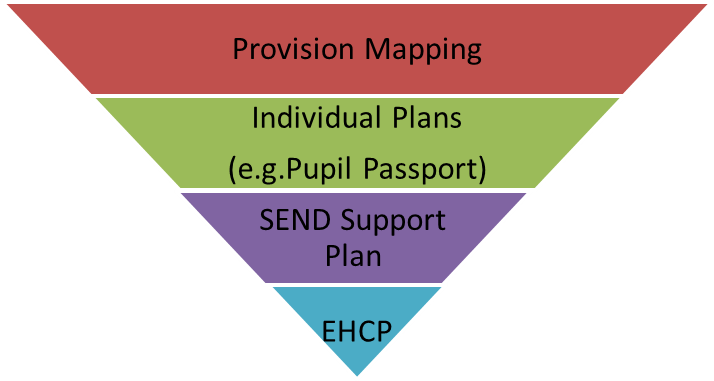 Provision Mapping
Individual Plans
(e.g.Pupil Passport)
SEND Support
Plan
EHCP